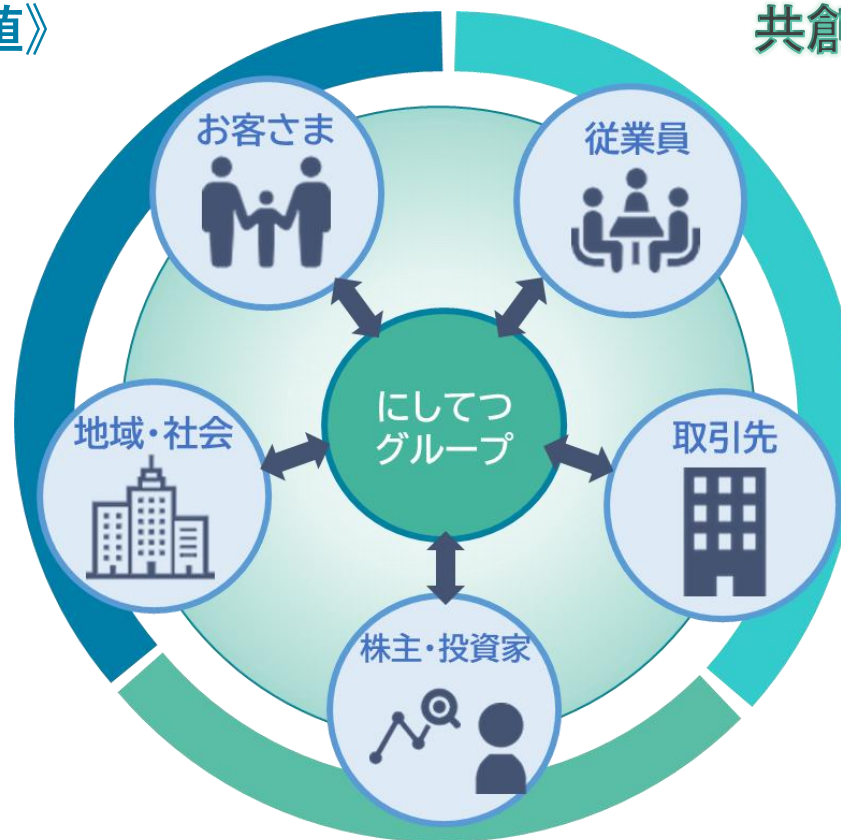 値》
共創
お客さま
従業員
にしてつ
グループ
地域・社会
取引先
株主・投資家